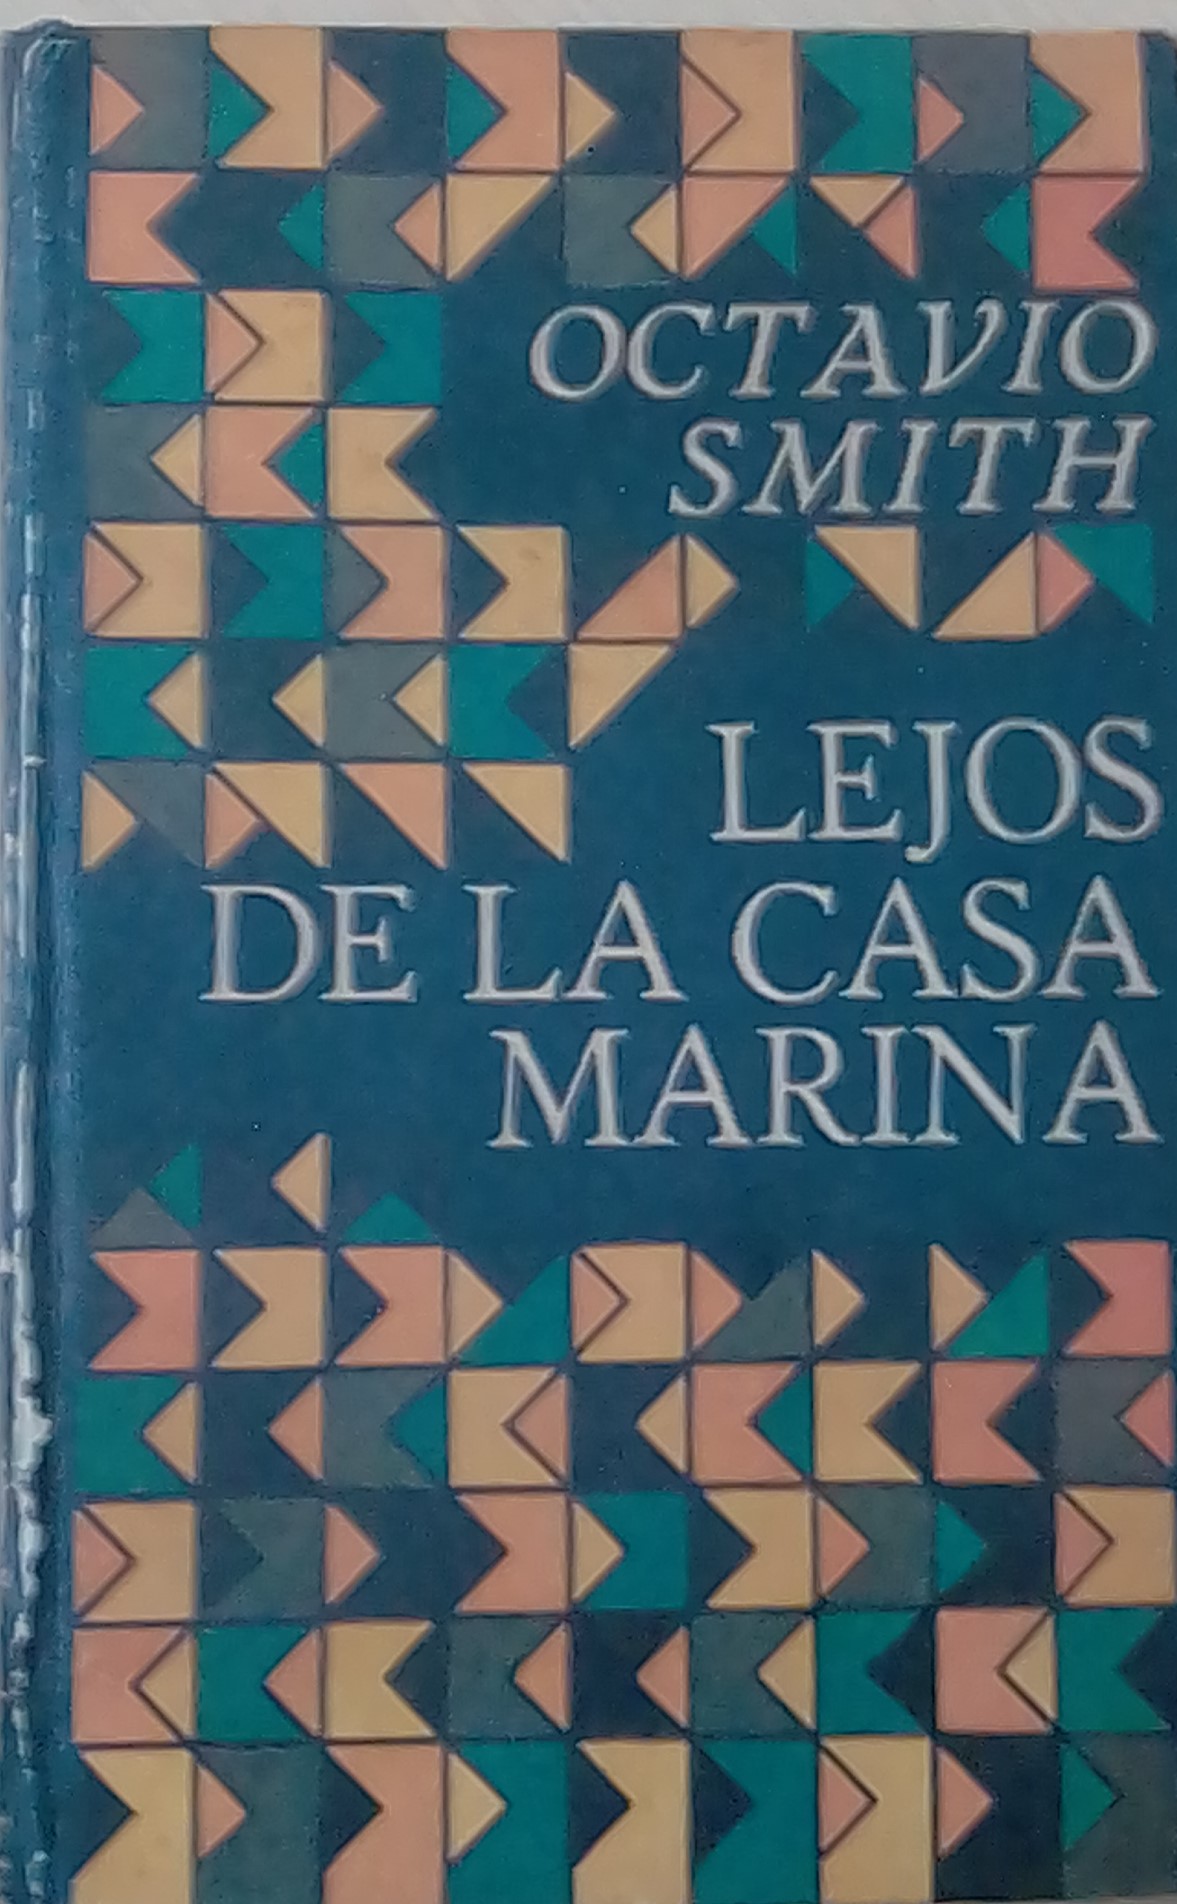 OCTAVIO
SMITH
LEJOS
DE LA CASA
MARINA